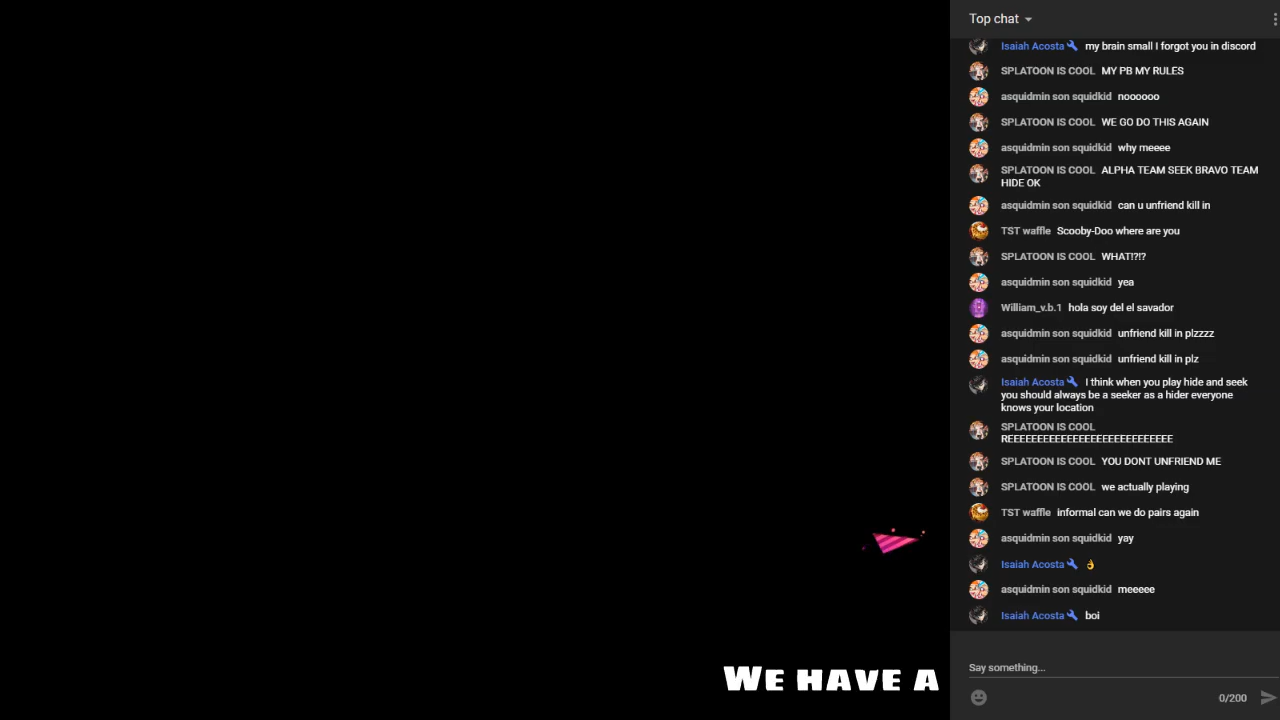 Top chat
Isaiah Acosta my brain small I forgot you in discord
SPLATOON IS COOL MY PB MY RULES
asquidmin son squidkid noooooo
SPLATOON IS COOL WE GO DO THIS AGAIN
asquidmin son squidkid why meeee
SPLATOON IS COOL ALPHA TEAM SEEK BRAVO TEAM
HIDE OK
asquidmin son squidkid can u unfriend kill in
TST waffle Scooby-Doo where are you
SPLATOON IS COOL WHAT!?!?
asquidmin son squidkid yea
William_v.b.1 hola soy del el savador
asquidmin son squidkid unfriend kill in plzzzz
asquidmin son squidkid unfriend kill in plz
Isaiah Acosta I think when you play hide and seek
you should always be a seeker as a hider everyone
knows your location
SPLATOON IS COOL
REEEEEEEEEEEEEEEEEEEEEEEEEEE
SPLATOON IS COOL YOU DONT UNFRIEND ME
SPLATOON IS COOL we actually playing
TST waffle informal can we do pairs again
asquidmin son squidkid yay
Isaiah Acosta 👌
asquidmin son squidkid meeeee
Isaiah Acosta boi
Say something...
0/200
WE HAVE A